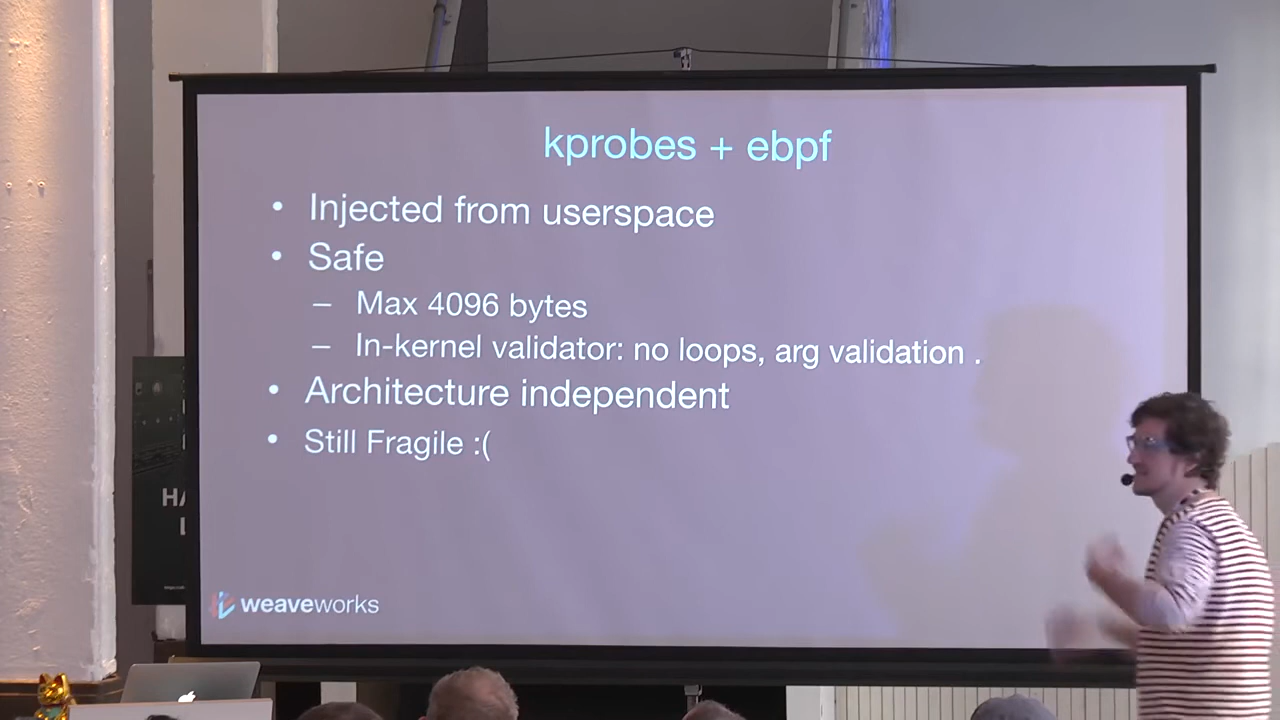 kprobes + ebpf
• Injected from userspace
• Safe
– Max 4096 bytes
– In-kernel validator: no loops, arg validation .
• Architecture independent
• Still Fragile :(
weaveworks